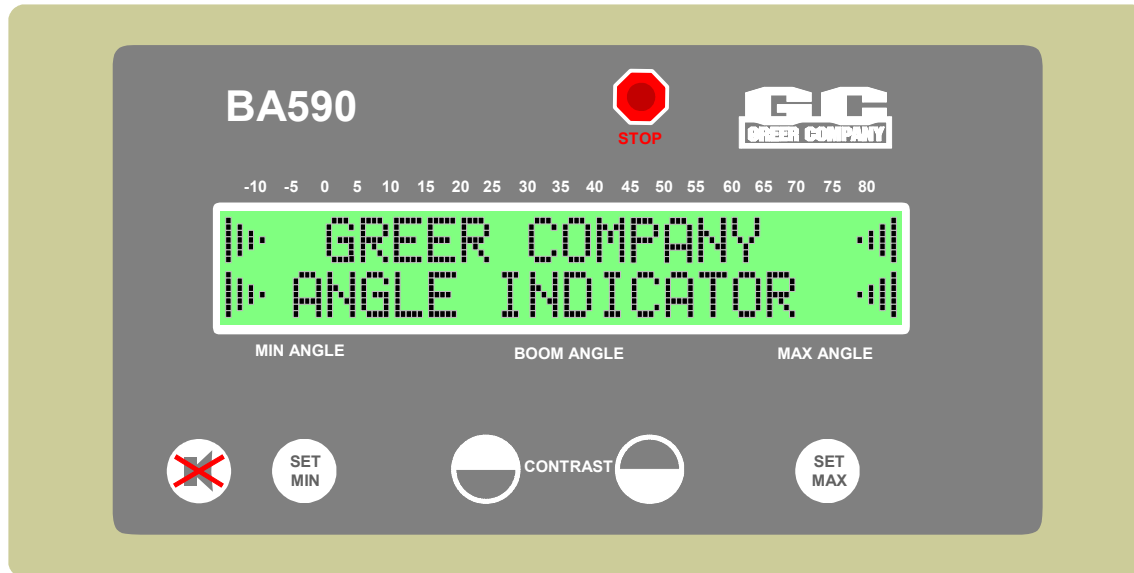 BA590
STOP
GC
GREER COMPANY
-10 -5 0 5 10 15 20 25 30 35 40 45 50 55 60 65 70 75 80
GREER COMPANY
ANGLE INDICATOR
MIN ANGLE BOOM ANGLE MAX ANGLE
SET
MIN
CONTRAST
SET
MAX